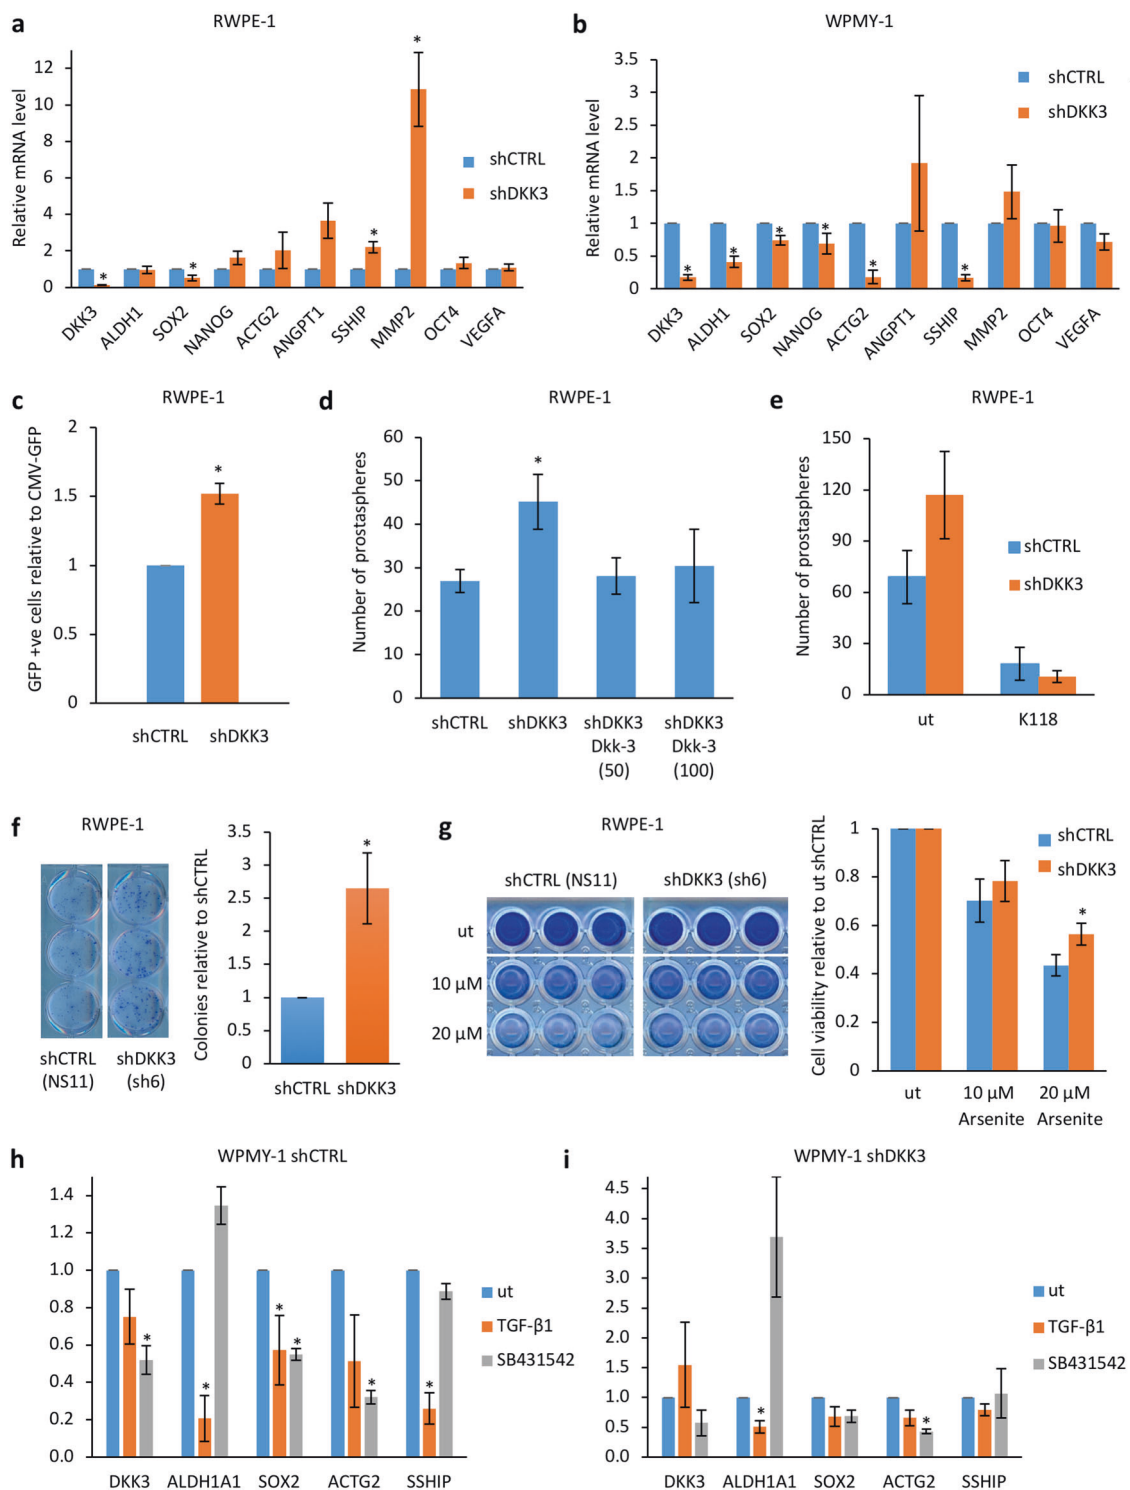 a
RWPE-1
Relative mRNA level
12
10
8
6
4
2
0
*
*
*
*
shCTRL
shDKK3
DKK3
ALDH1
SOX2
NANOG
ACTG2
ANGPT1
SSHIP
MMP2
OCT4
VEGFA
b
WPMY-1
Relative mRNA level
3.5
3
2.5
2
1.5
1
0.5
0
*
*
*
*
*
*
shCTRL
shDKK3
DKK3
ALDH1
SOX2
NANOG
ACTG2
ANGPT1
SSHIP
MMP2
OCT4
VEGFA
c
RWPE-1
GFP +ve cells relative to CMV-GFP
2
1.5
1
0.5
0
*
shCTRL shDKK3
d
RWPE-1
Number of prostaspheres
60
50
40
30
20
10
0
*
shCTRL shDKK3 shDKK3 shDKK3
Dkk-3 Dkk-3
(50) (100)
e
RWPE-1
Number of prostaspheres
150
120
90
60
30
0
shCTRL
shDKK3
ut K118
f
RWPE-1
shCTRL shDKK3
(NS11) (sh6)
Colonies relative to shCTRL
3.5
3
2.5
2
1.5
1
0.5
0
*
shCTRL shDKK3
g
RWPE-1
shCTRL (NS11) shDKK3 (sh6)
ut
10 µM
20 µM
Cell viability relative to ut shCTRL
1
0.8
0.6
0.4
0.2
0
*
shCTRL
shDKK3
ut 10 µM 20 µM
Arsenite Arsenite
h
WPMY-1 shCTRL
1.4
1.2
1.0
0.8
0.6
0.4
0.2
0.0
*
*
*
*
*
*
ut
TGF-β1
SB431542
DKK3 ALDH1A1 SOX2 ACTG2 SSHIP
i
WPMY-1 shDKK3
4.5
4.0
3.5
3.0
2.5
2.0
1.5
1.0
0.5
0.0
*
*
ut
TGF-β1
SB431542
DKK3 ALDH1A1 SOX2 ACTG2 SSHIP